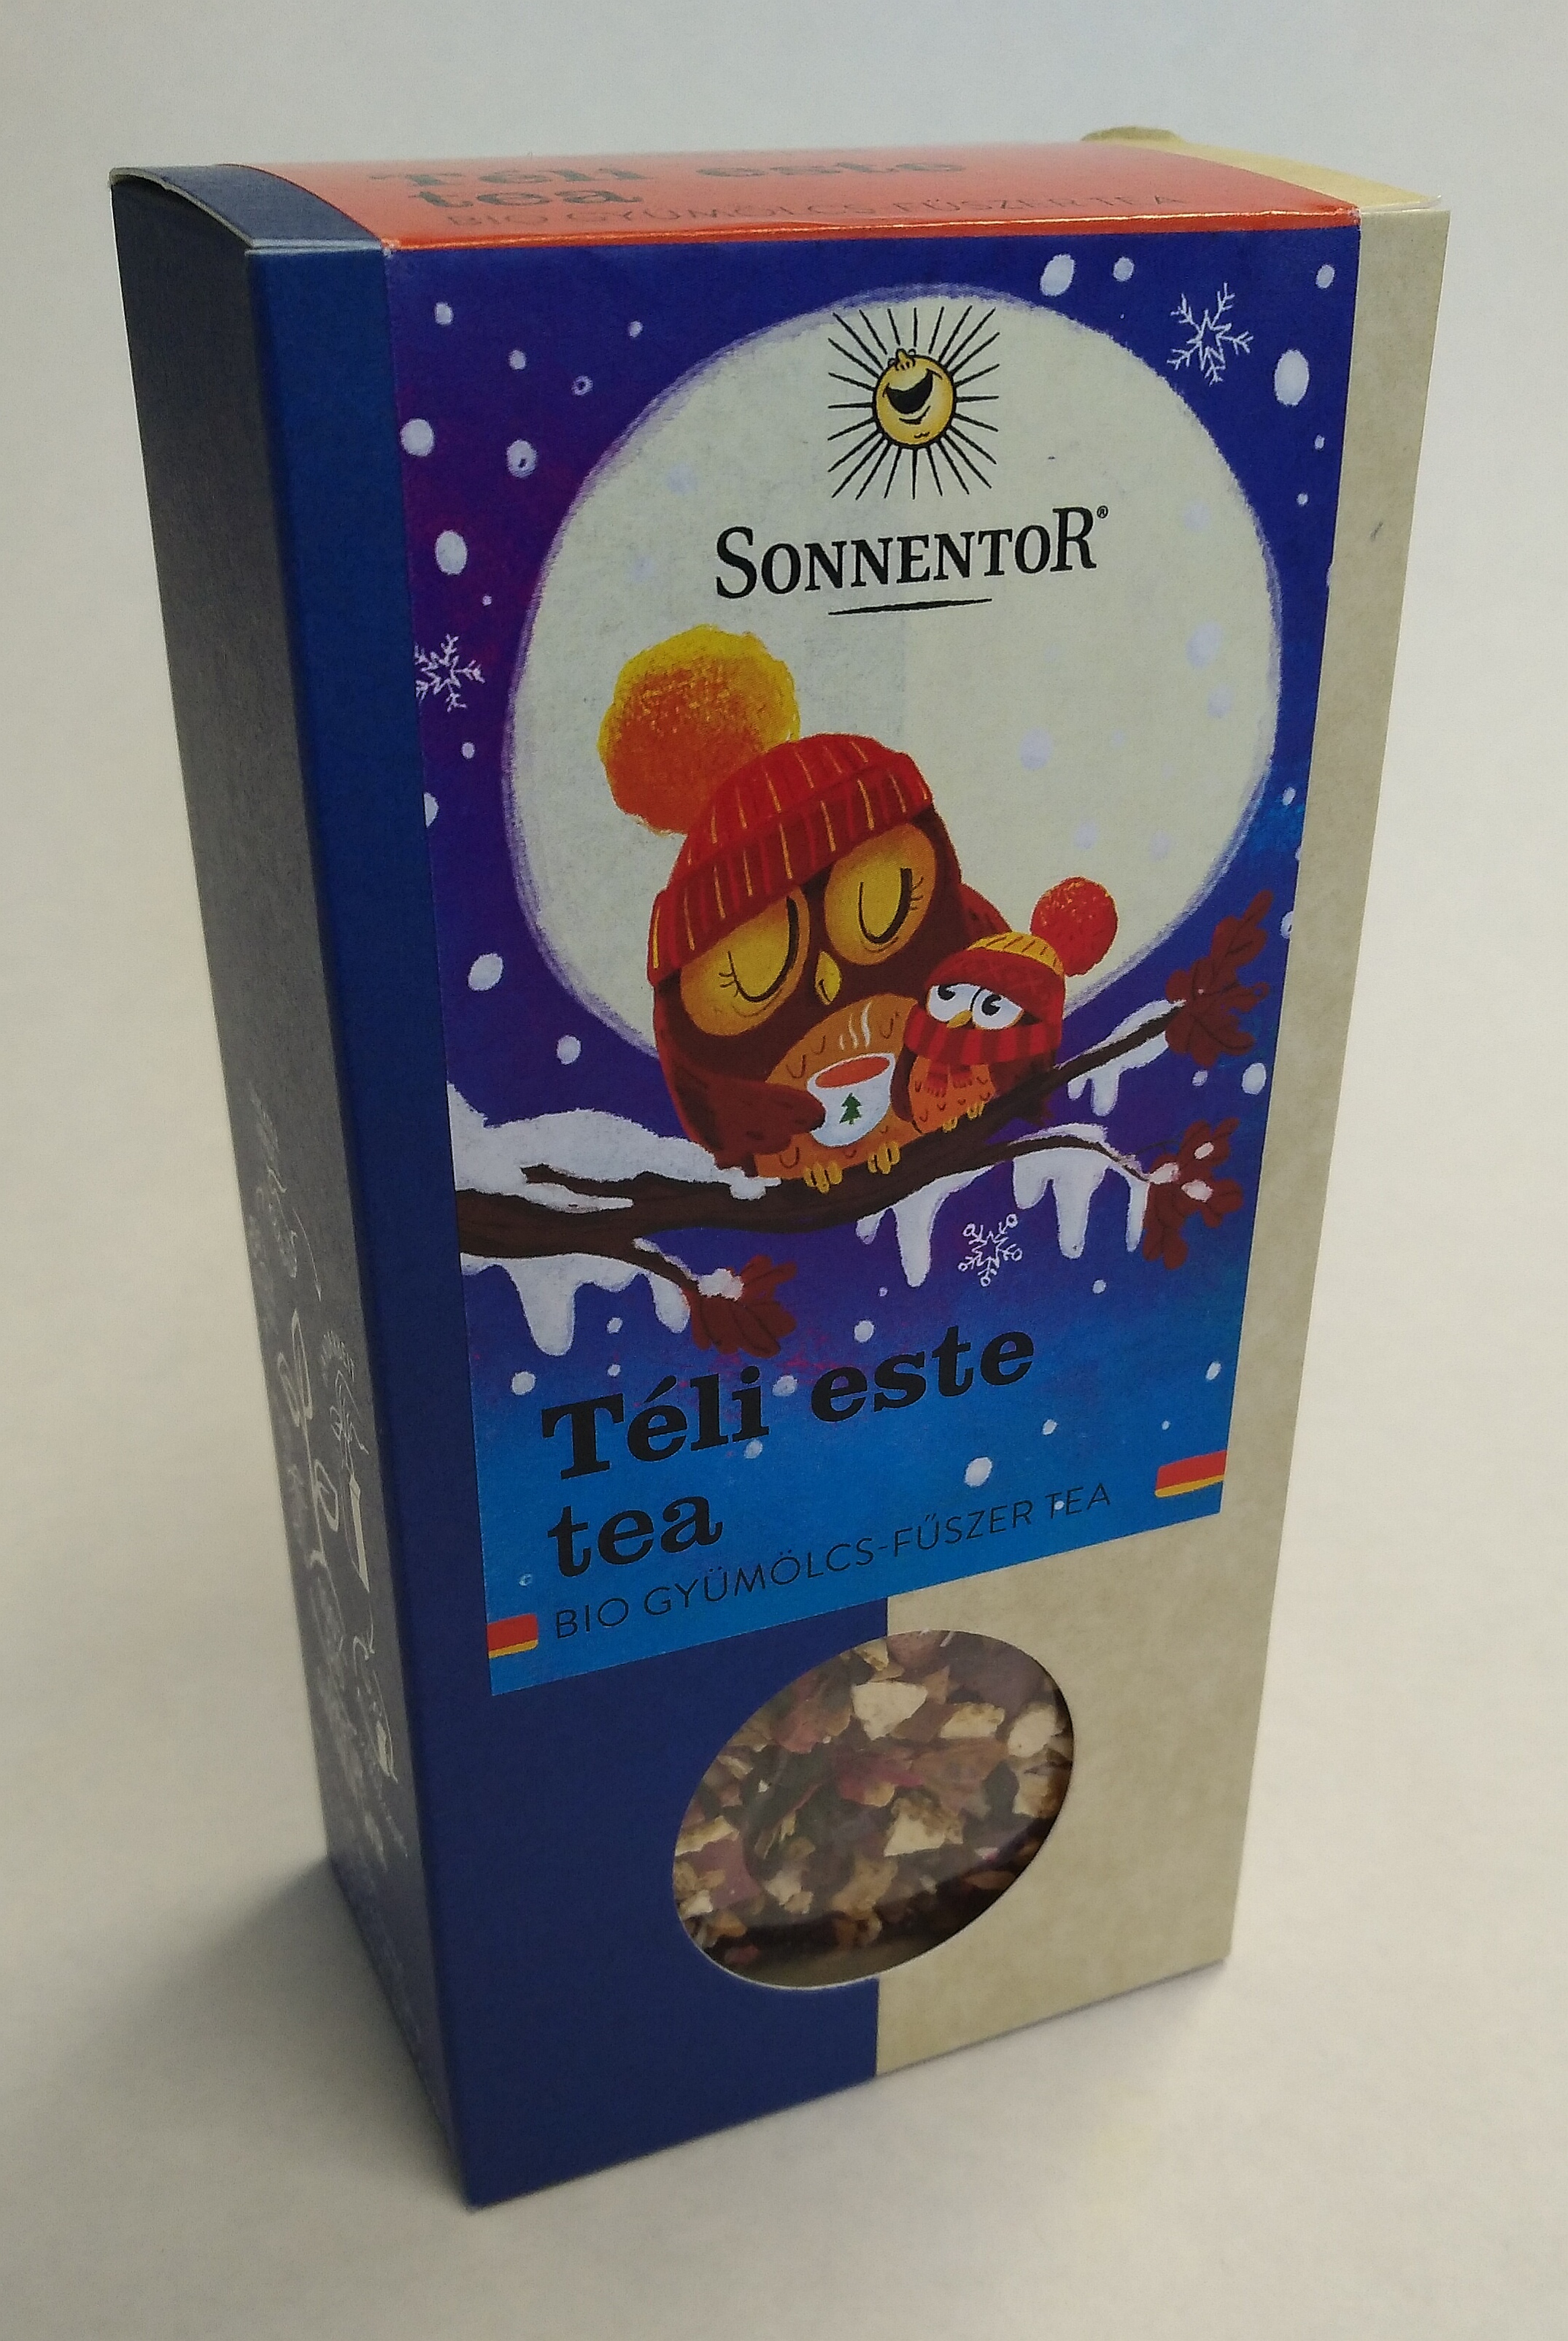 Téli este
tea
BIO GYÜMÖLCS-FŰSZER TEA
SONNENTOR®
Téli este
tea
BIO GYÜMÖLCS-FŰSZER TEA